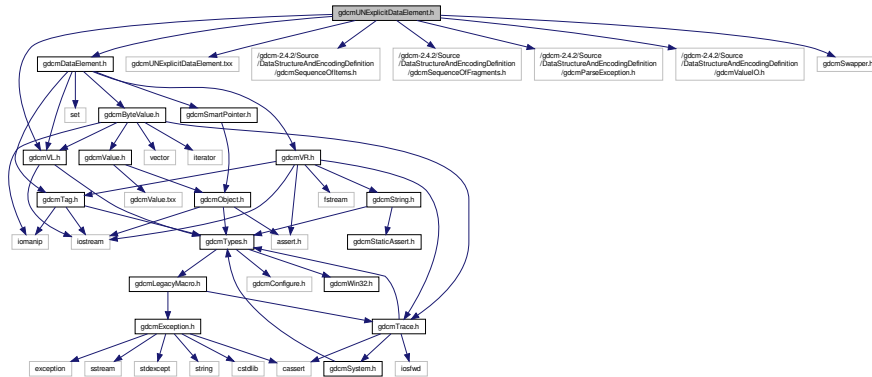 gdcmUNExplicitDataElement.h
gdcmDataElement.h
gdcmUNExplicitDataElement.txx
/gdcm-2.4.2/Source
/DataStructureAndEncodingDefinition
/gdcmSequenceOfItems.h
/gdcm-2.4.2/Source
/DataStructureAndEncodingDefinition
/gdcmSequenceOfFragments.h
/gdcm-2.4.2/Source
/DataStructureAndEncodingDefinition
/gdcmParseException.h
/gdcm-2.4.2/Source
/DataStructureAndEncodingDefinition
/gdcmValueIO.h
gdcmSwapper.h
set
gdcmByteValue.h
gdcmSmartPointer.h
gdcmVL.h
gdcmValue.h
vector
iterator
gdcmVR.h
gdcmTag.h
gdcmValue.txx
gdcmObject.h
fstream
gdcmString.h
iomanip
iostream
gdcmTypes.h
assert.h
gdcmStaticAssert.h
gdcmLegacyMacro.h
gdcmConfigure.h
gdcmWin32.h
gdcmException.h
gdcmTrace.h
exception
sstream
stdexcept
string
cstdlib
cassert
gdcmSystem.h
iosfwd